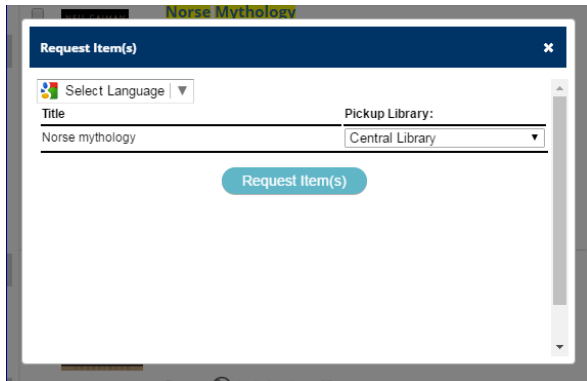 Norse Mythology
Request Item(s)
Select Language
Title Pickup Library:
Norse mythology Central Library
Request Item(s)